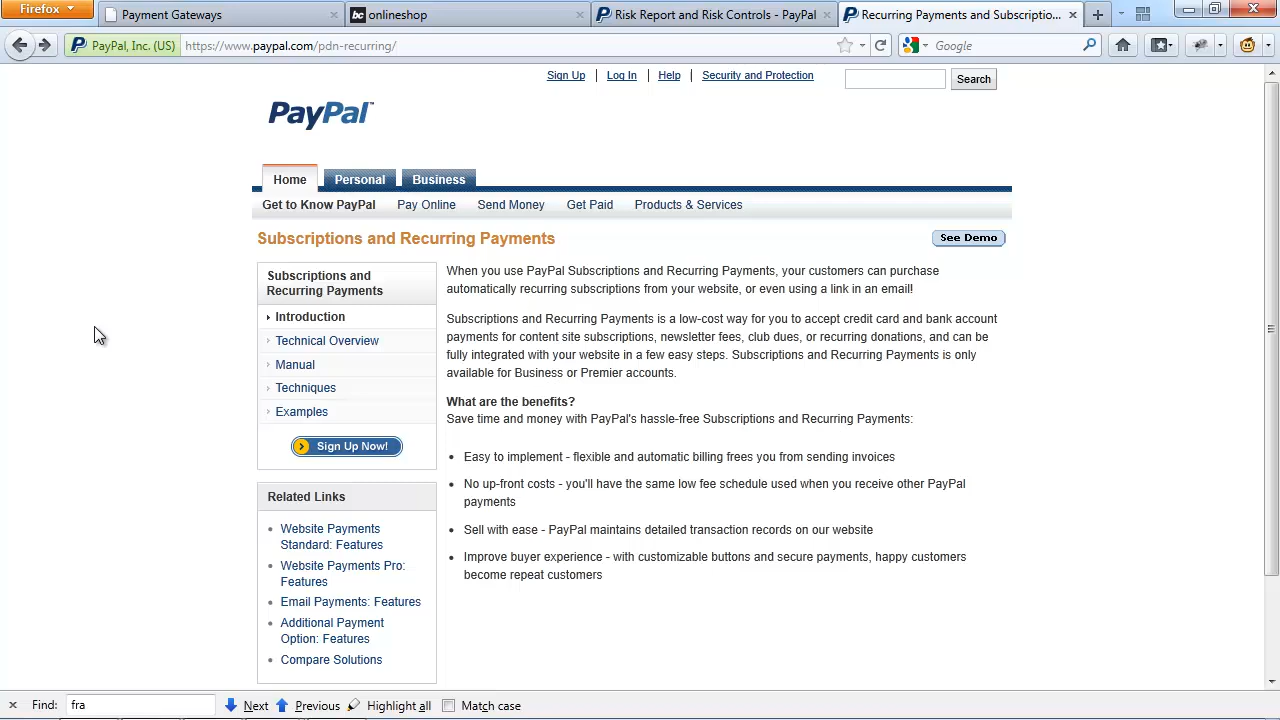 Firefox
Payment Gateways
bc onlineshop
Risk Report and Risk Controls - PayPal
Recurring Payments and Subscriptio...
PayPal, Inc. (US)
https://www.paypal.com/pdn-recurring/
Google
Sign Up | Log In | Help | Security and Protection
Search
PayPal™
Home
Personal
Business
Get to Know PayPal
Pay Online
Send Money
Get Paid
Products & Services
Subscriptions and Recurring Payments
See Demo
Subscriptions and
Recurring Payments
Introduction
Technical Overview
Manual
Techniques
Examples
Sign Up Now!
Related Links
Website Payments
Standard: Features
Website Payments Pro:
Features
Email Payments: Features
Additional Payment
Option: Features
Compare Solutions
When you use PayPal Subscriptions and Recurring Payments, your customers can purchase
automatically recurring subscriptions from your website, or even using a link in an email!
Subscriptions and Recurring Payments is a low-cost way for you to accept credit card and bank account
payments for content site subscriptions, newsletter fees, club dues, or recurring donations, and can be
fully integrated with your website in a few easy steps. Subscriptions and Recurring Payments is only
available for Business or Premier accounts.
What are the benefits?
Save time and money with PayPal's hassle-free Subscriptions and Recurring Payments:
• Easy to implement - flexible and automatic billing frees you from sending invoices
• No up-front costs - you'll have the same low fee schedule used when you receive other PayPal
payments
• Sell with ease - PayPal maintains detailed transaction records on our website
• Improve buyer experience - with customizable buttons and secure payments, happy customers
become repeat customers
Find: fra
Next
Previous
Highlight all
Match case